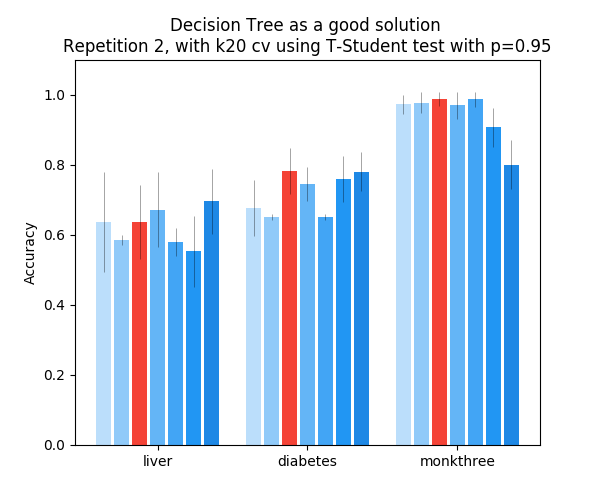 Decision Tree as a good solution
Repetition 2, with k20 cv using T-Student test with p=0.95
1.0
0.8
0.6
0.4
0.2
0.0
Accuracy
liver
diabetes
monkthree